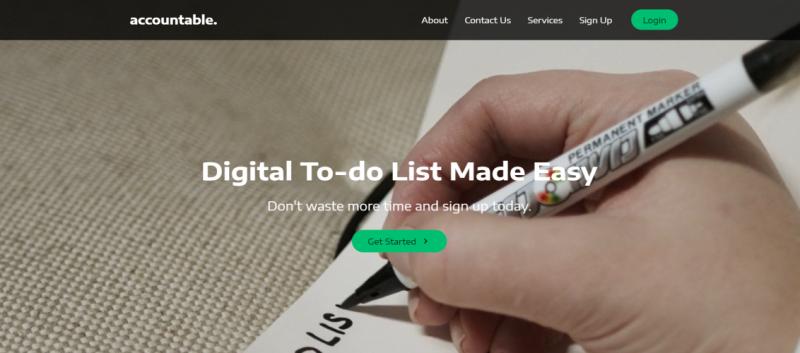 accountable.
About
Contact Us
Services
Sign Up
Login
Digital To-do List Made Easy
Don't waste more time and sign up today.
Get Started
PERMANENT MARKER
O LIS